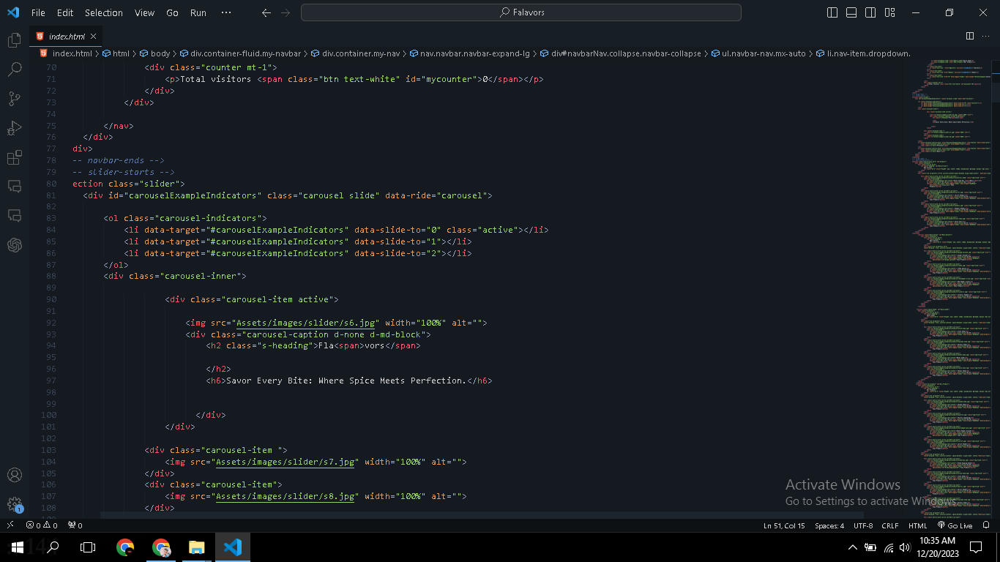 File Edit Selection View Go Run ··· Falavors
index.html
index.html > html > body > div.container-fluid.my-navbar > div.container.my-nav > nav.navbar.navbar-expand-lg > div#navbarNav.collapse.navbar-collapse > ul.navbar-nav.mx-auto > li.nav-item.dropdown.
70 <div class="counter mt-1">
71 <p>Total visitors <span class="btn text-white" id="mycounter">0</span></p>
72 </div>
73 </div>
74
75 </nav>
76 </div>
77 div>
78 -- navbar-ends -->
79 -- slider-starts -->
80 ection class="slider">
81 <div id="carouselExampleIndicators" class="carousel slide" data-ride="carousel">
82
83 <ol class="carousel-indicators">
84 <li data-target="#carouselExampleIndicators" data-slide-to="0" class="active"></li>
85 <li data-target="#carouselExampleIndicators" data-slide-to="1"></li>
86 <li data-target="#carouselExampleIndicators" data-slide-to="2"></li>
87 </ol>
88 <div class="carousel-inner">
89
90 <div class="carousel-item active">
91
92 <img src="Assets/images/slider/s6.jpg" width="100%" alt="">
93 <div class="carousel-caption d-none d-md-block">
94 <h2 class="s-heading">Fla<span>vors</span>
95
96 </h2>
97 <h6>Savor Every Bite: Where Spice Meets Perfection.</h6>
98
99
100 </div>
101 </div>
102
103 <div class="carousel-item ">
104 <img src="Assets/images/slider/s7.jpg" width="100%" alt="">
105 </div>
106 <div class="carousel-item">
107 <img src="Assets/images/slider/s8.jpg" width="100%" alt="">
108 </div>
Activate Windows
Go to Settings to activate Windows.
1
0 0 0 Ln 51, Col 15 Spaces: 4 UTF-8 CRLF HTML Go Live
10:35 AM
12/20/2023